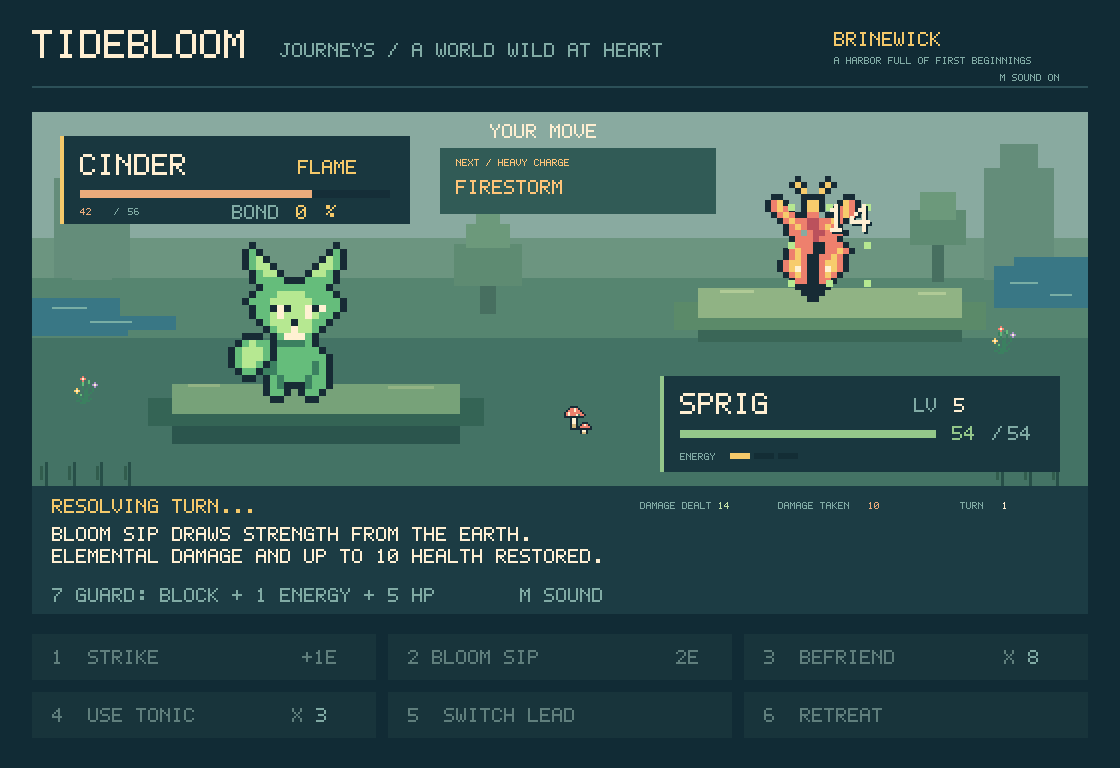 TIDEBLOOM JOURNEYS / A WORLD WILD AT HEART
BRINEWICK
A HARBOR FULL OF FIRST BEGINNINGS
M SOUND ON
YOUR MOVE
CINDER FLAME
42 / 56 BOND 0 %
NEXT / HEAVY CHARGE
FIRESTORM
14
SPRIG LV 5
54 / 54
ENERGY
RESOLVING TURN...
DAMAGE DEALT 14 DAMAGE TAKEN 10 TURN 1
BLOOM SIP DRAWS STRENGTH FROM THE EARTH.
ELEMENTAL DAMAGE AND UP TO 10 HEALTH RESTORED.
7 GUARD: BLOCK + 1 ENERGY + 5 HP M SOUND
1 STRIKE +1E
2 BLOOM SIP 2E
3 BEFRIEND X 8
4 USE TONIC X 3
5 SWITCH LEAD
6 RETREAT